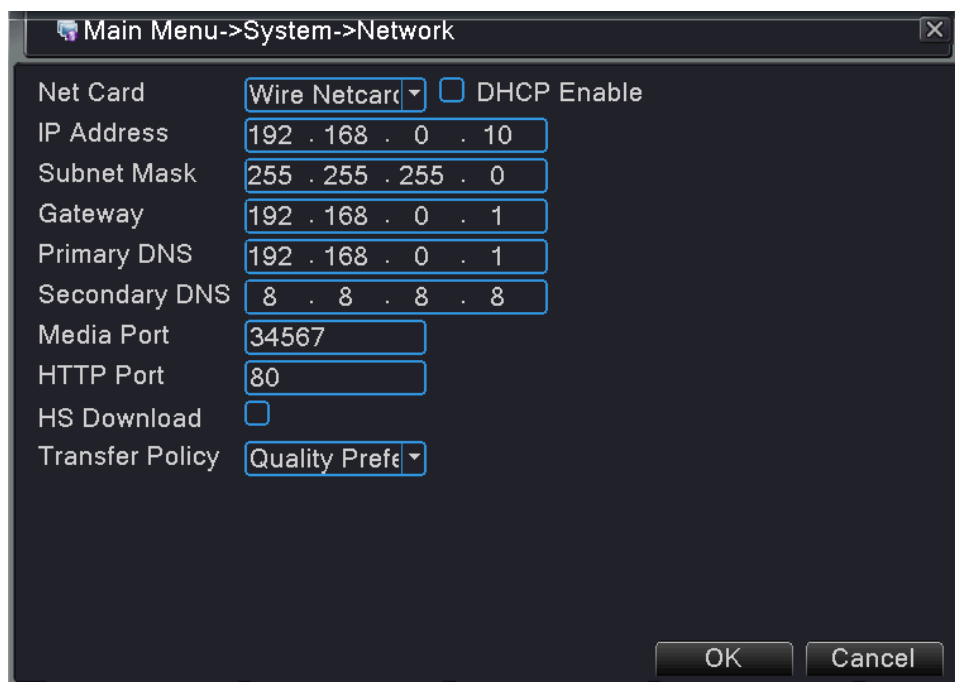 Main Menu->System->Network
Net Card Wire Netcard DHCP Enable
IP Address 192 . 168 . 0 . 10
Subnet Mask 255 . 255 . 255 . 0
Gateway 192 . 168 . 0 . 1
Primary DNS 192 . 168 . 0 . 1
Secondary DNS 8 . 8 . 8 . 8
Media Port 34567
HTTP Port 80
HS Download
Transfer Policy Quality Prefe
OK Cancel